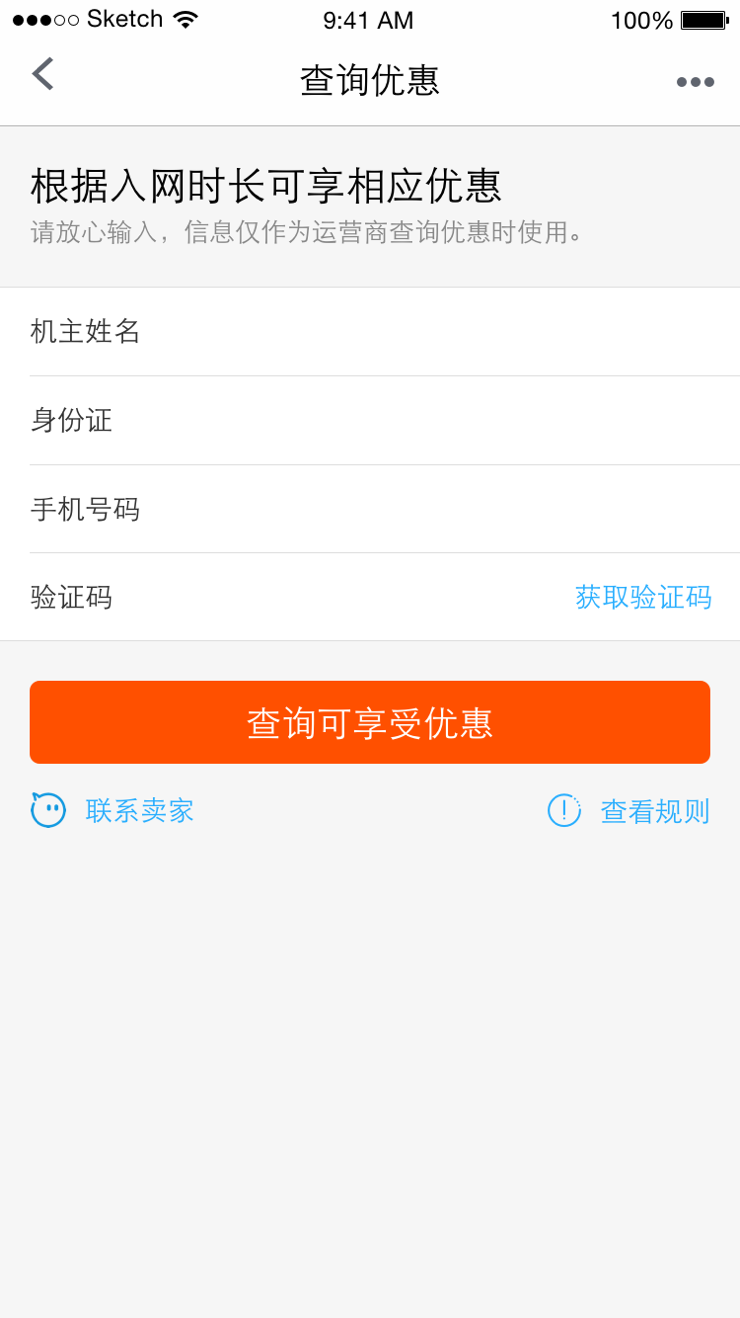 Sketch 9:41 AM 100%
查询优惠
根据入网时长可享相应优惠
请放心输入，信息仅作为运营商查询优惠时使用。
机主姓名
身份证
手机号码
验证码 获取验证码
查询可享受优惠
联系卖家 查看规则